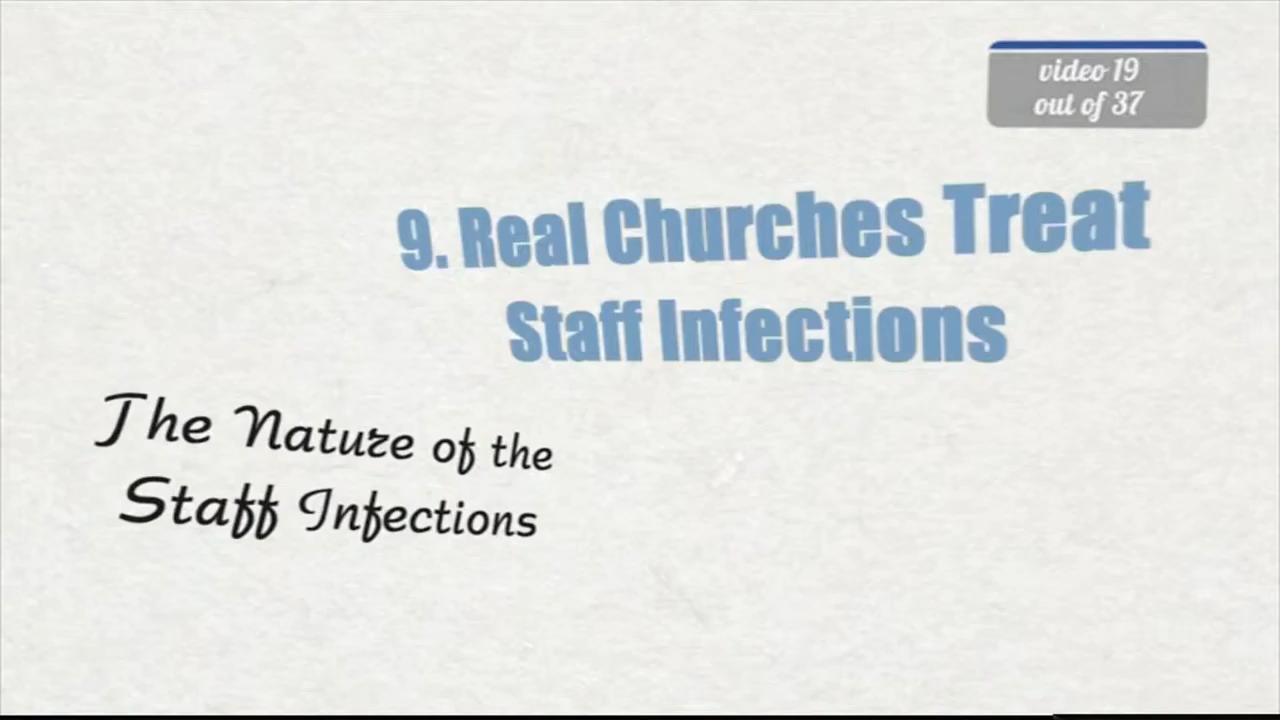 video 19
out of 37
9. Real Churches Treat
Staff Infections
The Nature of the
Staff Infections